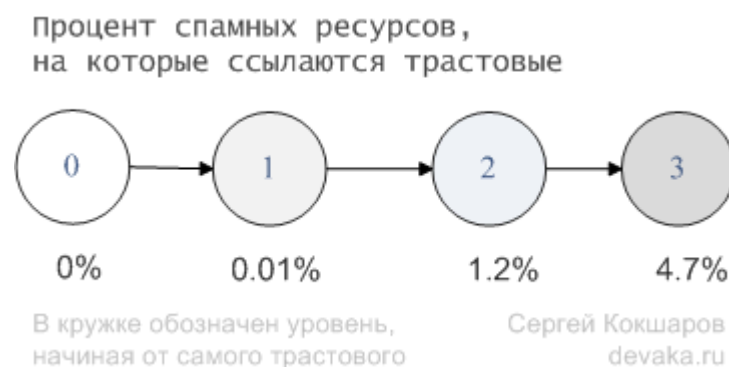 Процент спамных ресурсов,
на которые ссылаются трастовые
0 1 2 3
0% 0.01% 1.2% 4.7%
В кружке обозначен уровень,
начиная от самого трастового
Сергей Кокшаров
devaka.ru